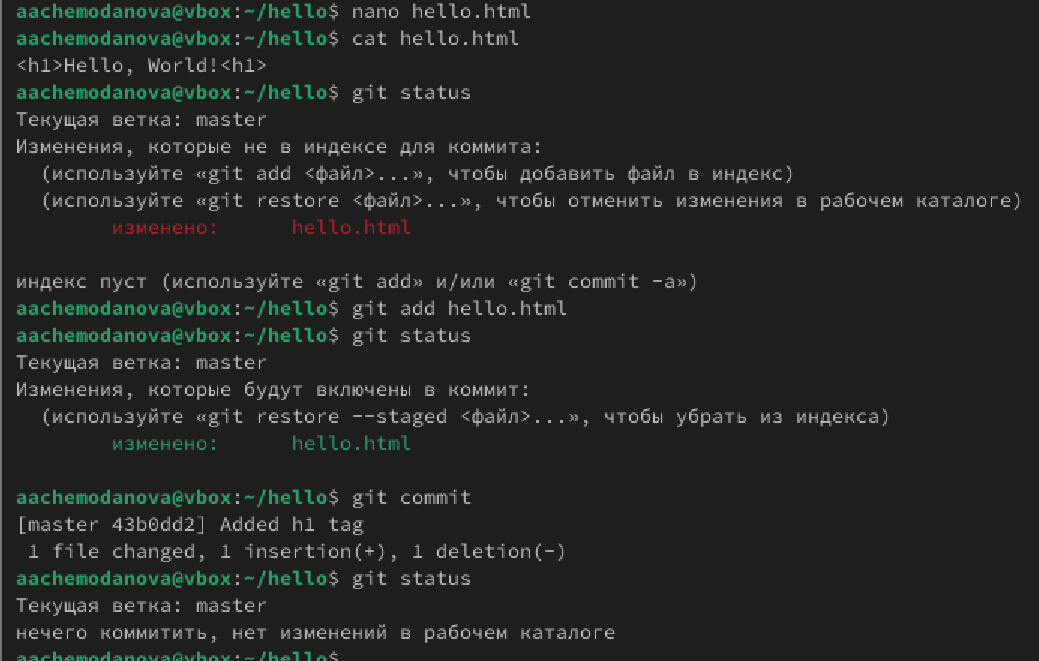 aachemodanova@vbox:~/hello$ nano hello.html
aachemodanova@vbox:~/hello$ cat hello.html
<h1>Hello, World!<h1>
aachemodanova@vbox:~/hello$ git status
Текущая ветка: master
Изменения, которые не в индексе для коммита:
  (используйте «git add <файл>...», чтобы добавить файл в индекс)
  (используйте «git restore <файл>...», чтобы отменить изменения в рабочем каталоге)
        изменено:      hello.html

индекс пуст (используйте «git add» и/или «git commit -a»)
aachemodanova@vbox:~/hello$ git add hello.html
aachemodanova@vbox:~/hello$ git status
Текущая ветка: master
Изменения, которые будут включены в коммит:
  (используйте «git restore --staged <файл>...», чтобы убрать из индекса)
        изменено:      hello.html

aachemodanova@vbox:~/hello$ git commit
[master 43b0dd2] Added h1 tag
 1 file changed, 1 insertion(+), 1 deletion(-)
aachemodanova@vbox:~/hello$ git status
Текущая ветка: master
нечего коммитить, нет изменений в рабочем каталоге
aachemodanova@vbox:~/hello$